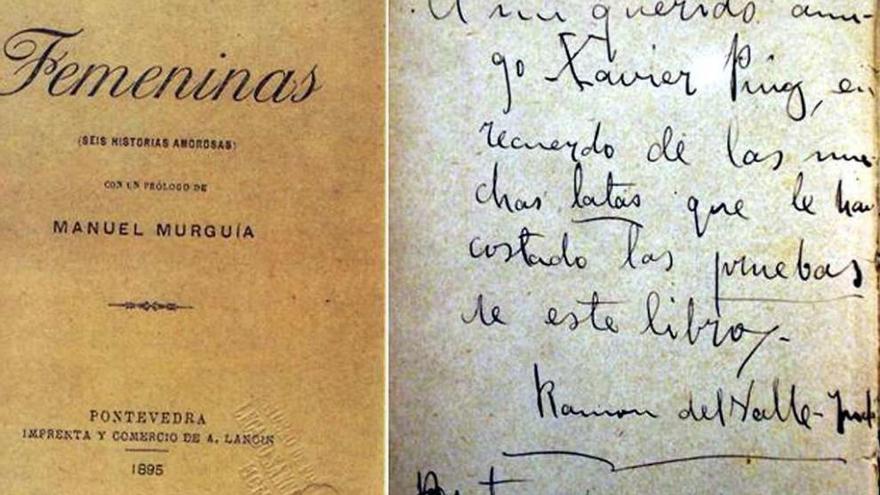 Femeninas
(SEIS HISTORIAS AMOROSAS)
CON UN PRÓLOGO DE
MANUEL MURGUÍA
PONTEVEDRA
IMPRENTA Y COMERCIO DE A. LANDIN
1895
A mi querido ami-
go Xavier Puig, en
recuerdo de las mu
chas latas que le han
costado las pruebas
de este libro,-
Ramon del Valle-